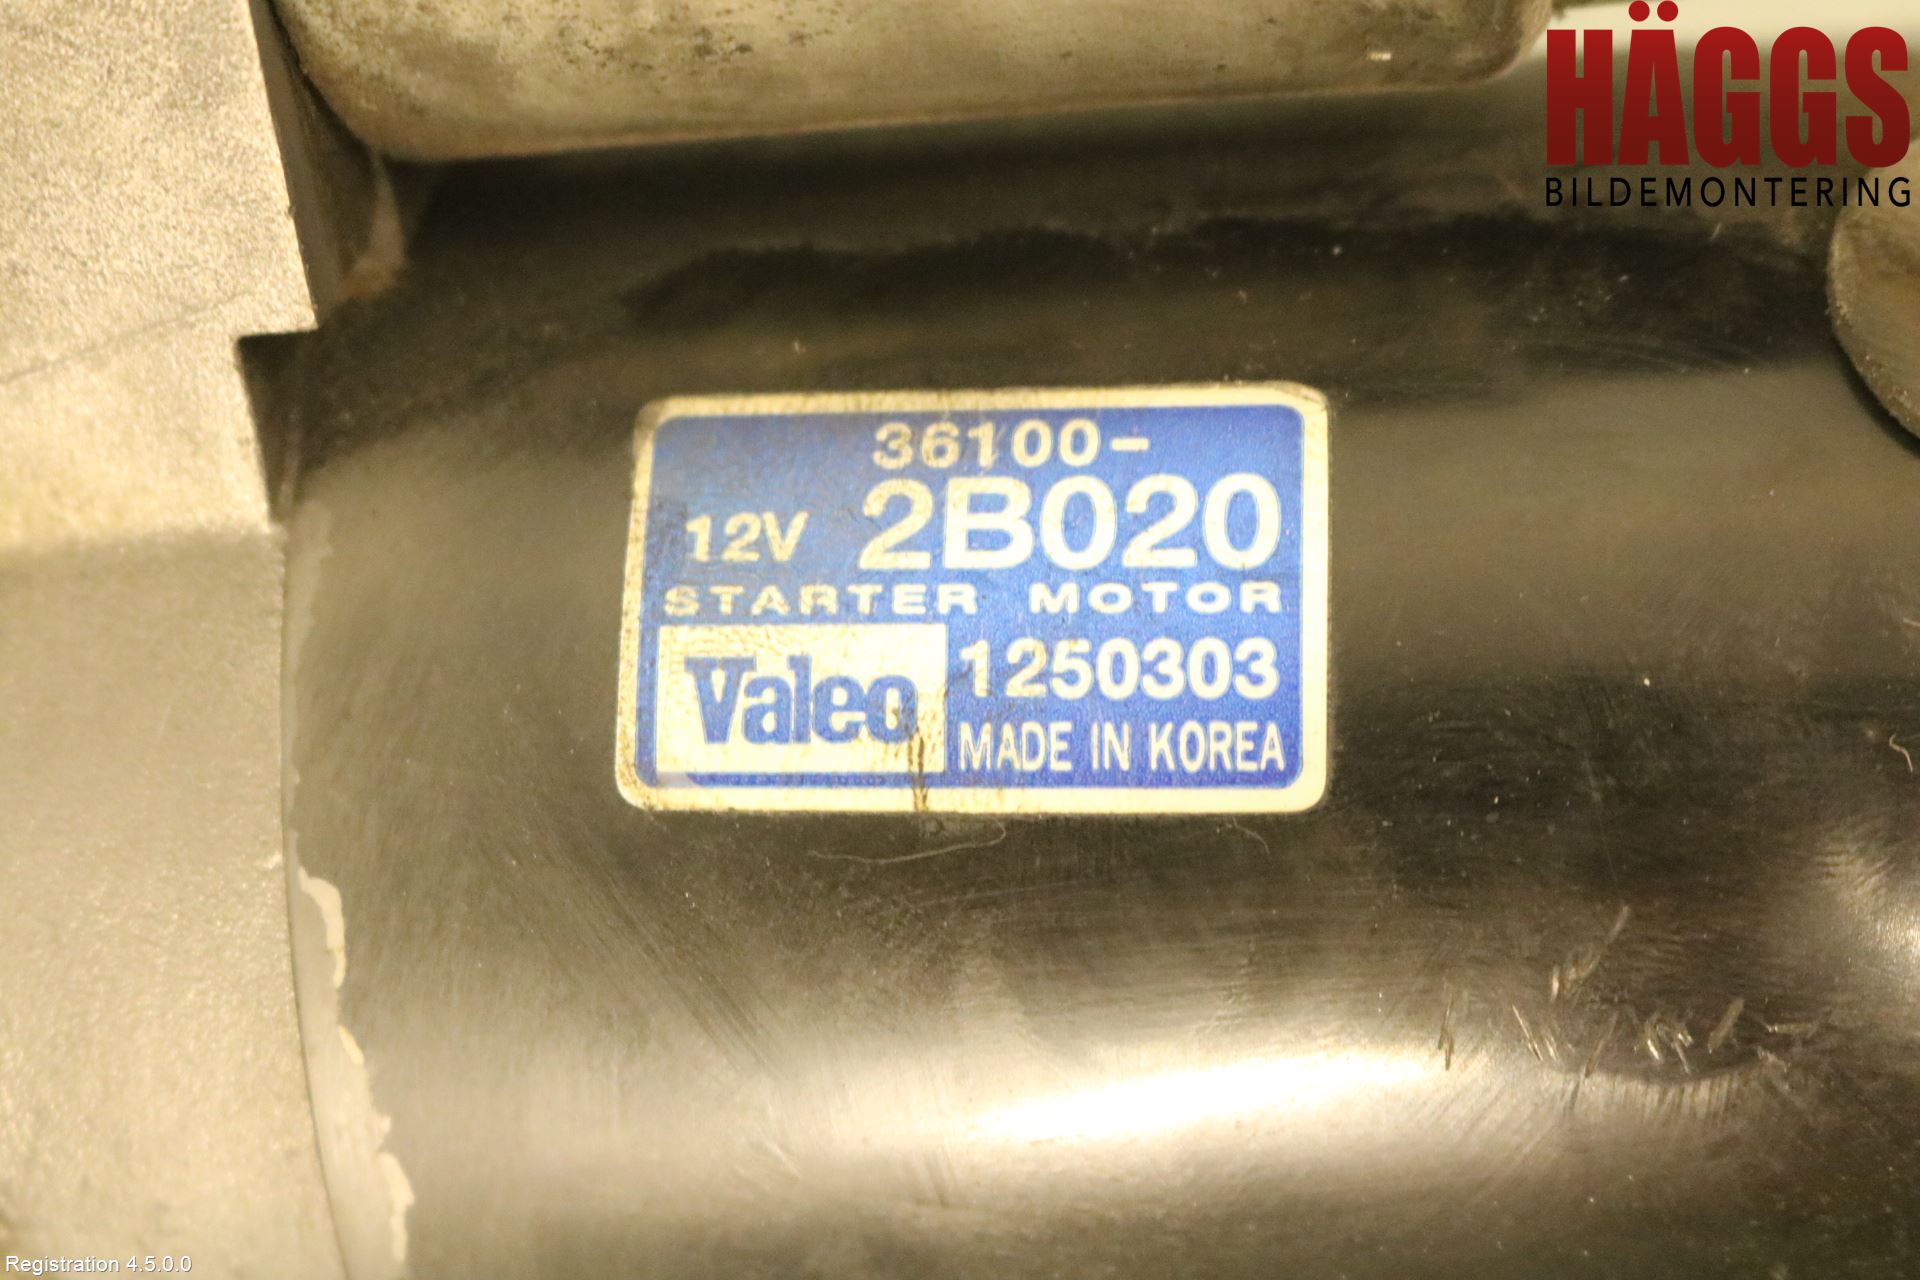 HÄGGS
BILDEMONTERING
36100-
12V 2B020
STARTER MOTOR
Valeo 1250303
MADE IN KOREA
Registration 4.5.0.0